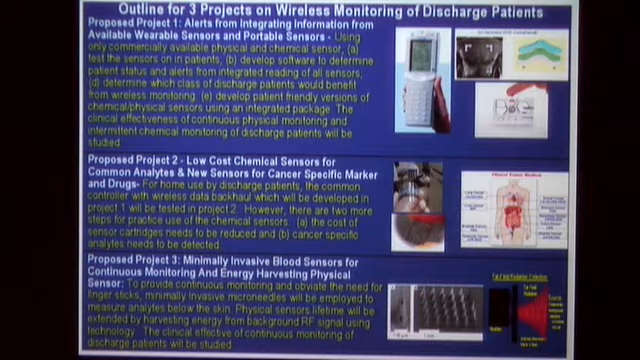 Outline for 3 Projects on Wireless Monitoring of Discharge Patients
Proposed Project 1: Alerts from Integrating Information from
Available Wearable Sensors and Portable Sensors - Using
only commercially available physical and chemical sensor, (a)
test the sensors on in patients, (b) develop software to determine
patient status and alerts from integrated reading of all sensors,
(d) determine which class of discharge patients would benefit
from wireless monitoring. (e) develop patient friendly versions of
chemical/physical sensors using an integrated package. The
clinical effectiveness of continuous physical monitoring and
intermittent chemical monitoring of discharge patients will be
studied
Proposed Project 2 - Low Cost Chemical Sensors for
Common Analytes & New Sensors for Cancer Specific Marker
and Drugs- For home use by discharge patients, the common
controller with wireless data backhaul which will be developed in
project 1 will be tested in project 2. However, there are two more
steps for practice use of the chemical sensors. (a) the cost of
sensor cartridges needs to be reduced and (b) cancer specific
analytes needs to be detected.
Proposed Project 3: Minimally Invasive Blood Sensors for
Continuous Monitoring And Energy Harvesting Physical
Sensor: To provide continuous monitoring and obviate the need for
finger sticks, minimally invasive microneedles will be employed to
measure analytes below the skin. Physical sensors lifetime will be
extended by harvesting energy from background RF signal using
technology. The clinical effective of continuous monitoring of
discharge patients will be studied